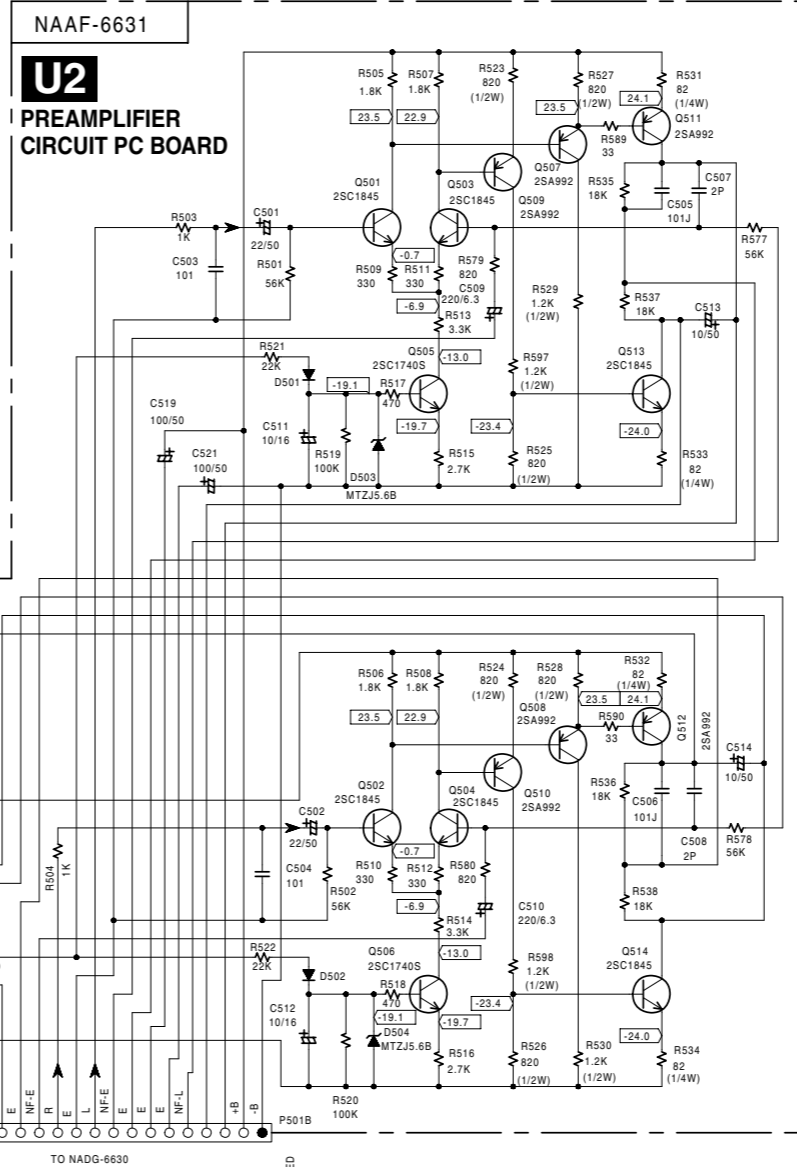 NAAF-6631
U2
PREAMPLIFIER
CIRCUIT PC BOARD
R505
1.8K
R507
1.8K
R523
820
(1/2W)
R527
820
(1/2W)
R531
82
(1/4W)
23.5
22.9
23.5
24.1
Q511
2SA992
R589
33
Q507
2SA992
Q501
2SC1845
Q503
2SC1845
Q509
2SA992
R535
18K
C505
101J
C507
2P
R503
1K
C501
22/50
C503
101
R501
56K
-0.7
R509
330
R511
330
R579
820
C509
220/6.3
R577
56K
-6.9
R513
3.3K
R529
1.2K
(1/2W)
R537
18K
C513
10/50
R521
22K
Q505
2SC1740S
-13.0
Q513
2SC1845
D501
-19.1
R517
470
R597
1.2K
(1/2W)
C519
100/50
C511
10/16
-19.7
-23.4
-24.0
C521
100/50
R519
100K
D503
MTZJ5.6B
R515
2.7K
R525
820
(1/2W)
R533
82
(1/4W)
R506
1.8K
R508
1.8K
R524
820
(1/2W)
R528
820
(1/2W)
R532
82
(1/4W)
23.5
22.9
23.5
24.1
Q508
2SA992
R590
33
Q512
2SA992
C514
10/50
Q502
2SC1845
Q504
2SC1845
Q510
2SA992
R536
18K
C506
101J
C502
22/50
C508
2P
R578
56K
R504
1K
C504
101
R502
56K
-0.7
R510
330
R512
330
R580
820
-6.9
C510
220/6.3
R538
18K
R514
3.3K
R522
22K
Q506
2SC1740S
-13.0
R598
1.2K
(1/2W)
Q514
2SC1845
D502
R518
470
C512
10/16
-19.1
-19.7
-23.4
D504
MTZJ5.6B
-24.0
R520
100K
R516
2.7K
R526
820
(1/2W)
R530
1.2K
(1/2W)
R534
82
(1/4W)
E
NF-E
R
E
L
NF-E
E
E
E
NF-L
+B
-B
P501B
TO NADG-6630
ED